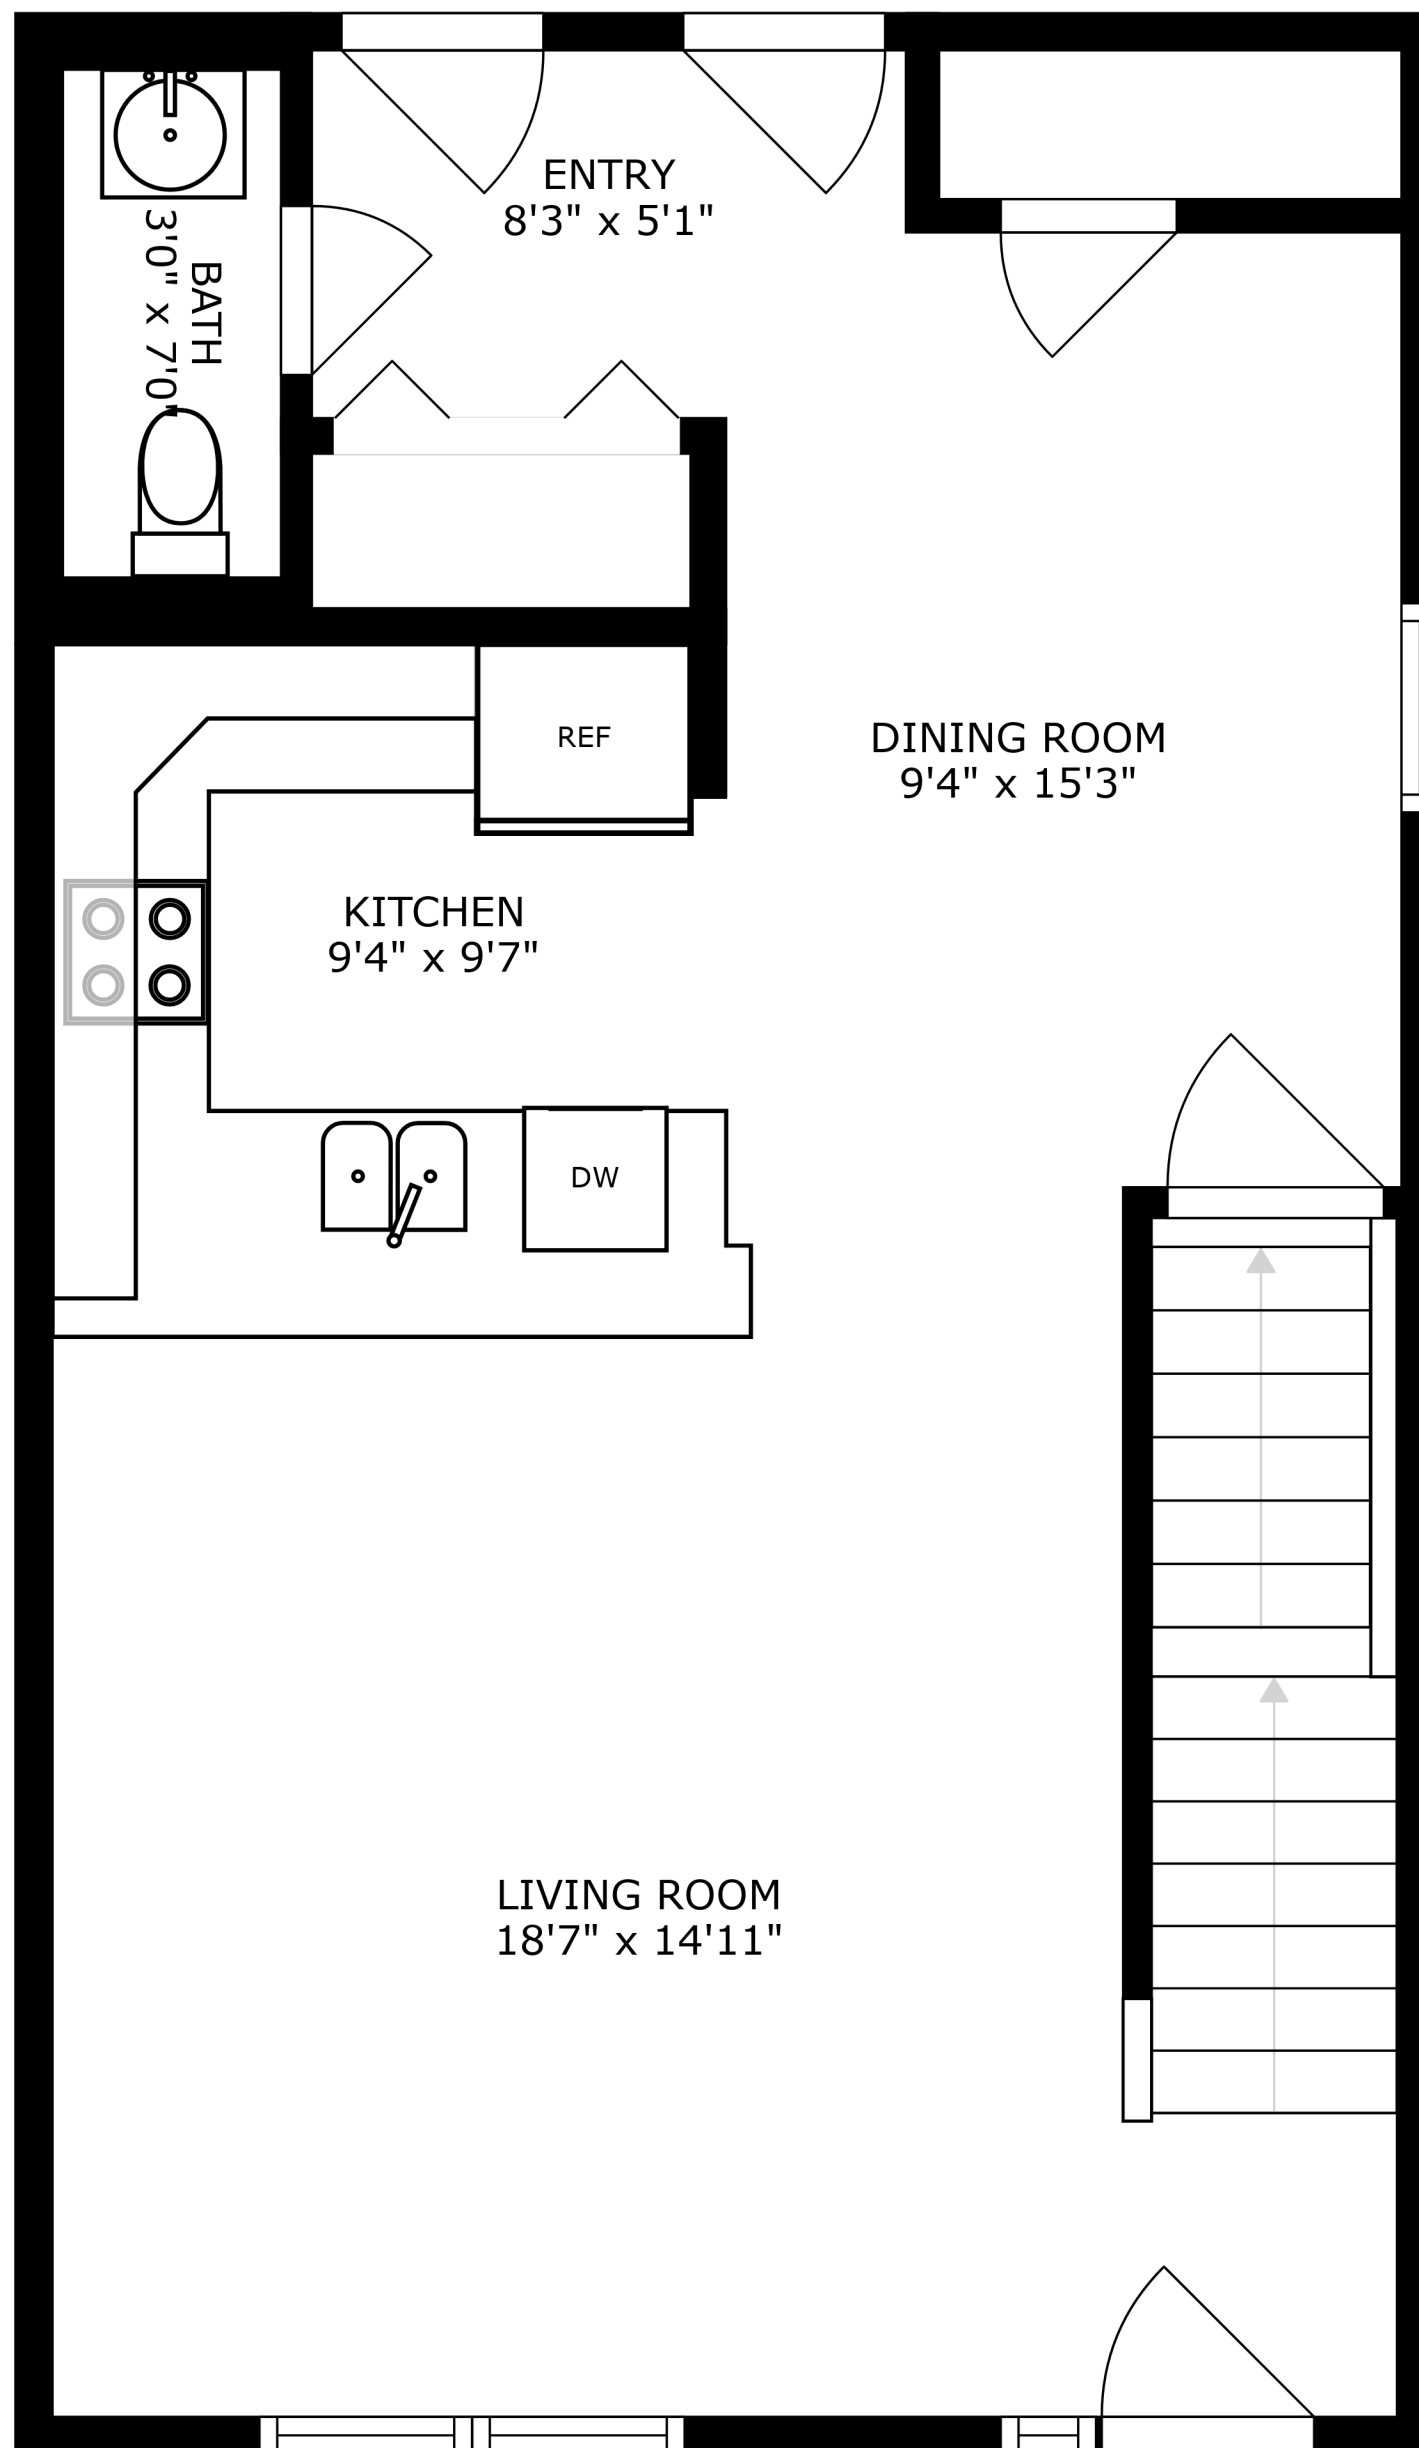 ENTRY
8'3" x 5'1"
BATH
3'0" x 7'0"
DINING ROOM
9'4" x 15'3"
REF
KITCHEN
9'4" x 9'7"
DW
LIVING ROOM
18'7" x 14'11"